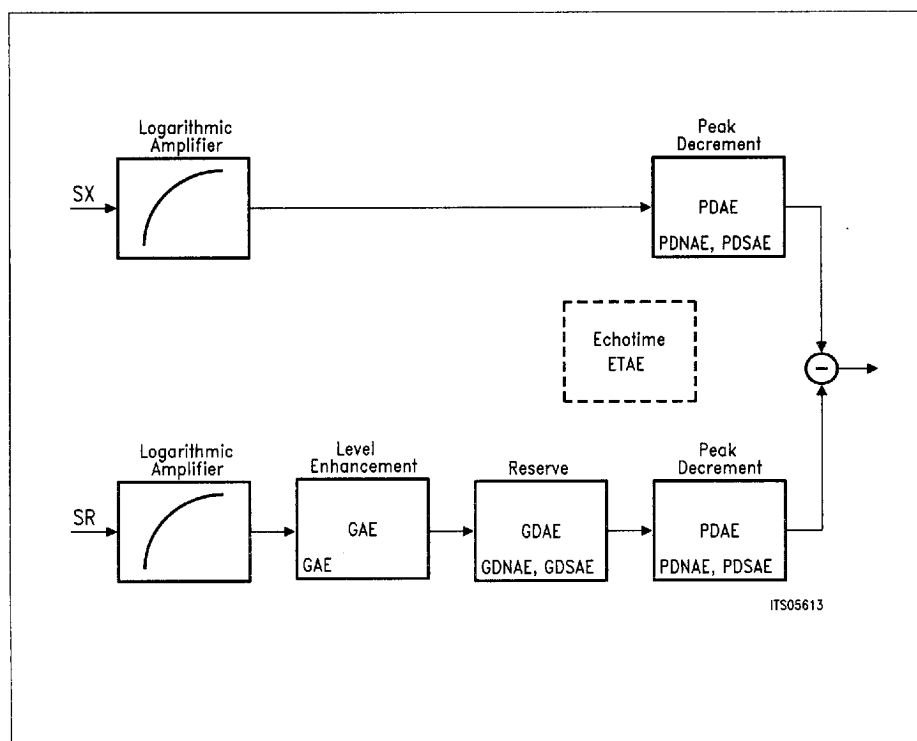 Logarithmic
Amplifier
Peak
Decrement
SX
PDAE
PDNAE, PDSAE
Echotime
ETAE
−
Logarithmic
Amplifier
Level
Enhancement
Reserve
Peak
Decrement
SR
GAE
GAE
GDAE
GDNAE, GDSAE
PDAE
PDNAE, PDSAE
ITS05613